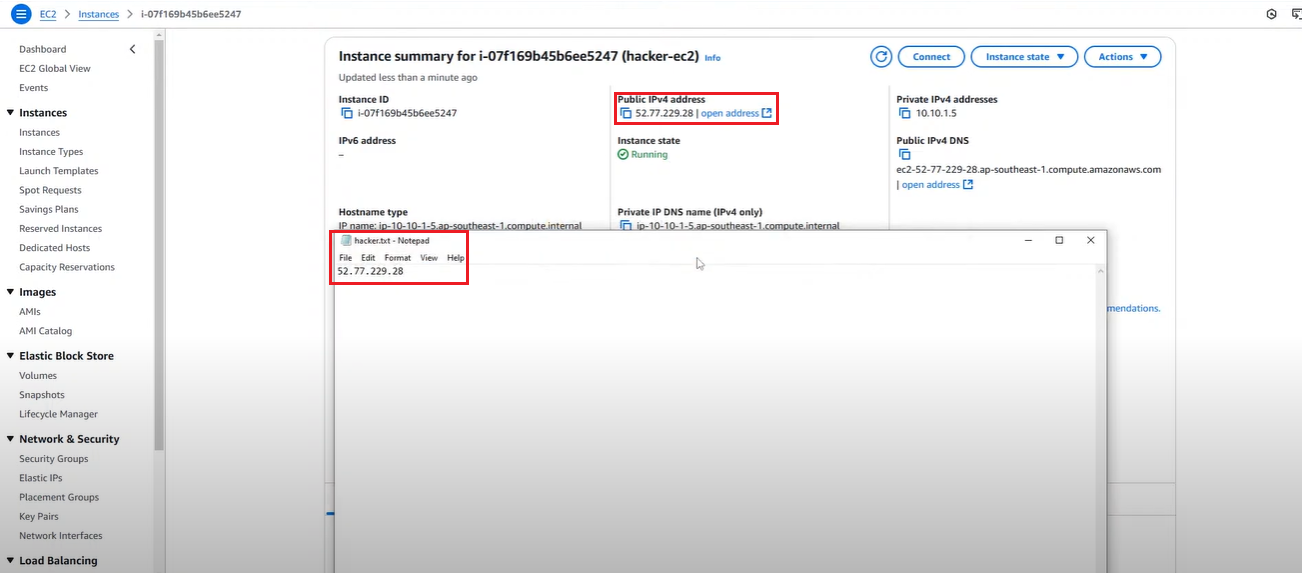 EC2 > Instances > i-07f169b45b6ee5247
Dashboard
EC2 Global View
Events
Instances
Instances
Instance Types
Launch Templates
Spot Requests
Savings Plans
Reserved Instances
Dedicated Hosts
Capacity Reservations
Images
AMIs
AMI Catalog
Elastic Block Store
Volumes
Snapshots
Lifecycle Manager
Network & Security
Security Groups
Elastic IPs
Placement Groups
Key Pairs
Network Interfaces
Load Balancing
Instance summary for i-07f169b45b6ee5247 (hacker-ec2) Info
Connect
Instance state
Actions
Updated less than a minute ago
Instance ID
i-07f169b45b6ee5247
Public IPv4 address
52.77.229.28 | open address
Private IPv4 addresses
10.10.1.5
IPv6 address
–
Instance state
Running
Public IPv4 DNS
ec2-52-77-229-28.ap-southeast-1.compute.amazonaws.com
| open address
Hostname type
IP name: ip-10-10-1-5.ap-southeast-1.compute.internal
Private IP DNS name (IPv4 only)
ip-10-10-1-5.ap-southeast-1.compute.internal
hacker.txt - Notepad
File Edit Format View Help
52.77.229.28
mendations.